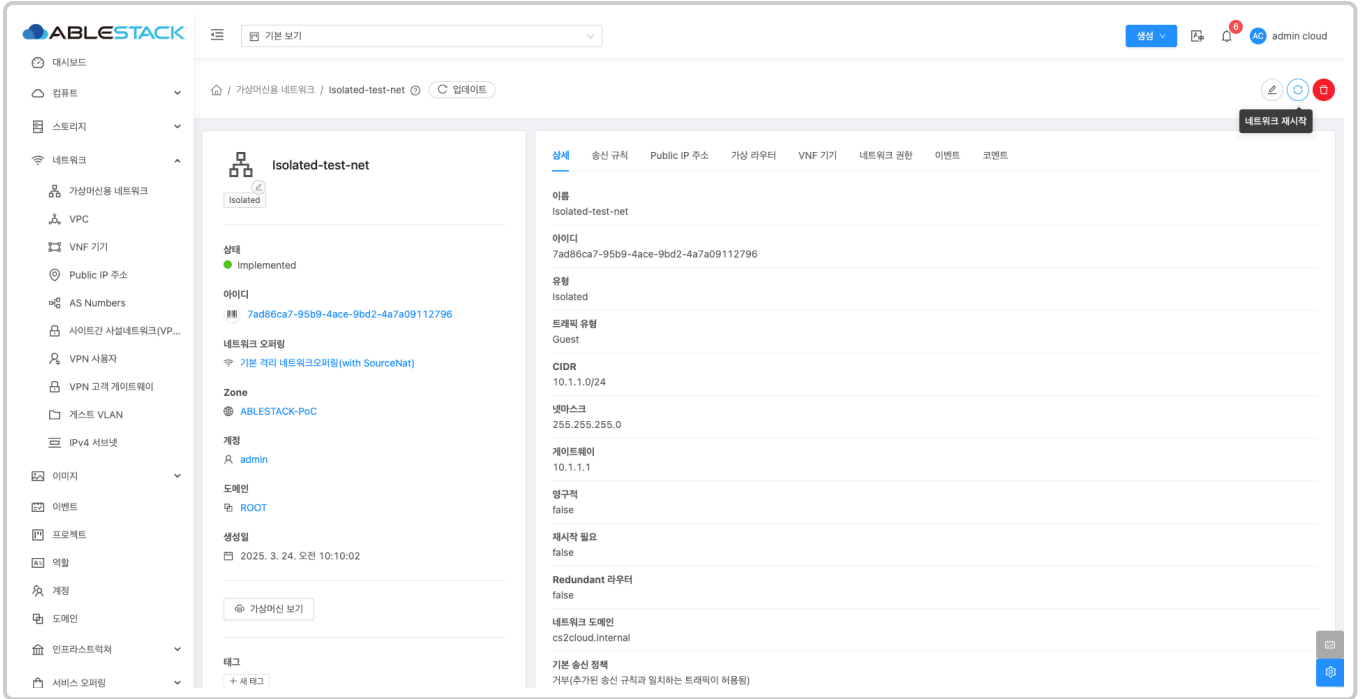 ABLESTACK
기본 보기
생성
6
AC
admin cloud
대시보드
컴퓨트
스토리지
네트워크
가상머신용 네트워크
VPC
VNF 기기
Public IP 주소
AS Numbers
사이트간 사설네트워크(VP...
VPN 사용자
VPN 고객 게이트웨이
게스트 VLAN
IPv4 서브넷
이미지
이벤트
프로젝트
역할
계정
도메인
인프라스트럭쳐
서비스 오퍼링
/ 가상머신용 네트워크 / Isolated-test-net
업데이트
네트워크 재시작
Isolated-test-net
Isolated
상태
Implemented
아이디
7ad86ca7-95b9-4ace-9bd2-4a7a09112796
네트워크 오퍼링
기본 격리 네트워크오퍼링(with SourceNat)
Zone
ABLESTACK-PoC
계정
admin
도메인
ROOT
생성일
2025. 3. 24. 오전 10:10:02
가상머신 보기
태그
+ 새 태그
상세
송신 규칙
Public IP 주소
가상 라우터
VNF 기기
네트워크 권한
이벤트
코멘트
이름
Isolated-test-net
아이디
7ad86ca7-95b9-4ace-9bd2-4a7a09112796
유형
Isolated
트래픽 유형
Guest
CIDR
10.1.1.0/24
넷마스크
255.255.255.0
게이트웨이
10.1.1.1
영구적
false
재시작 필요
false
Redundant 라우터
false
네트워크 도메인
cs2cloud.internal
기본 송신 정책
거부(추가된 송신 규칙과 일치하는 트래픽이 허용됨)